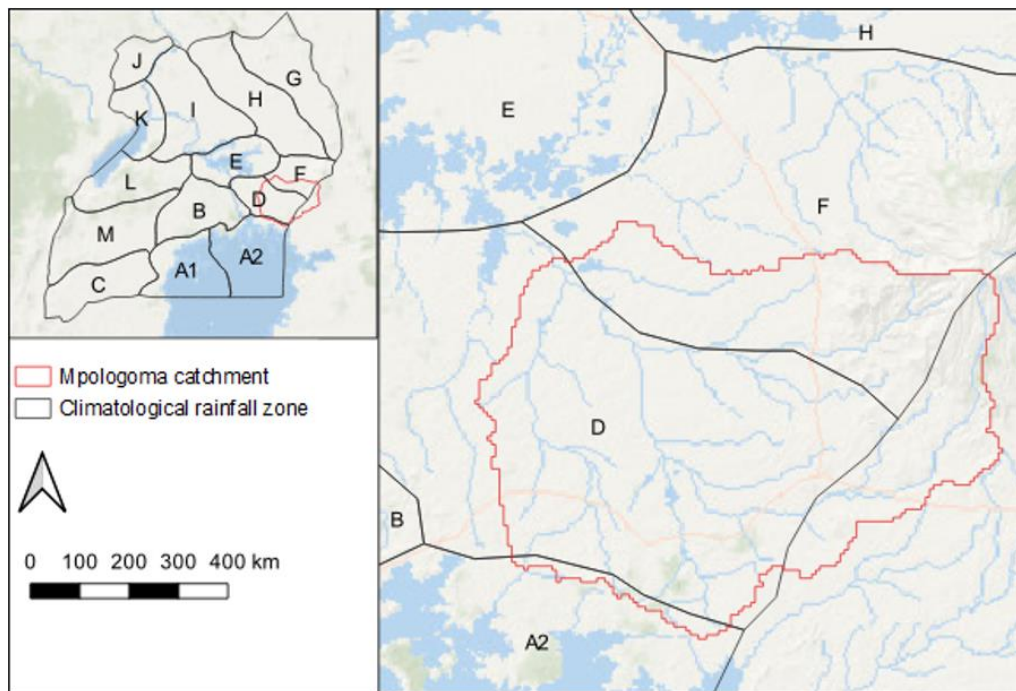 J
G
I
H
K
E
F
L
D
B
M
A1
A2
C
Mpologoma catchment
Climatological rainfall zone
0 100 200 300 400 km
H
E
F
D
B
A2